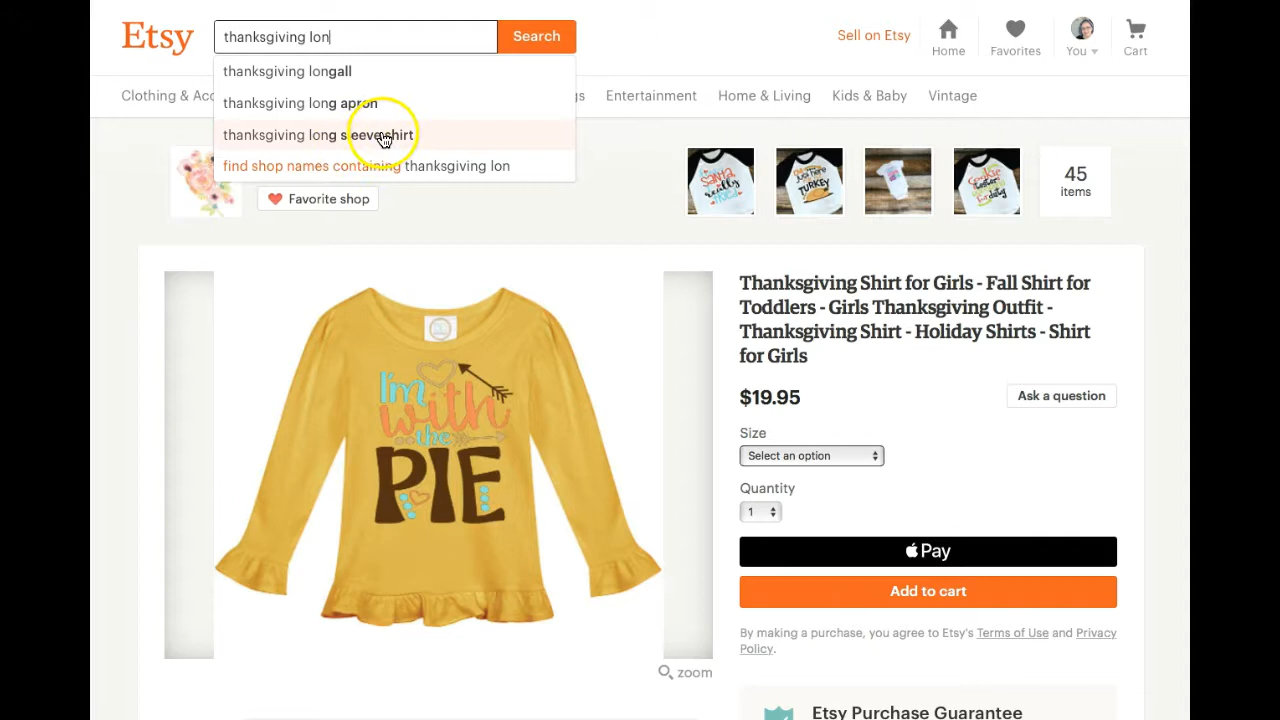 Etsy
thanksgiving lon
Search
Sell on Etsy
Home
Favorites
You
Cart
thanksgiving longall
thanksgiving long apron
thanksgiving long sleeve shirt
find shop names containing thanksgiving lon
Clothing & Acc
gs
Entertainment
Home & Living
Kids & Baby
Vintage
Favorite shop
SANTA
really
TURKEY
45
items
I'm
with
the
PIE
zoom
Thanksgiving Shirt for Girls - Fall Shirt for
Toddlers - Girls Thanksgiving Outfit -
Thanksgiving Shirt - Holiday Shirts - Shirt
for Girls
$19.95
Ask a question
Size
Select an option
Quantity
1
Pay
Add to cart
By making a purchase, you agree to Etsy's Terms of Use and Privacy
Policy.
Etsy Purchase Guarantee